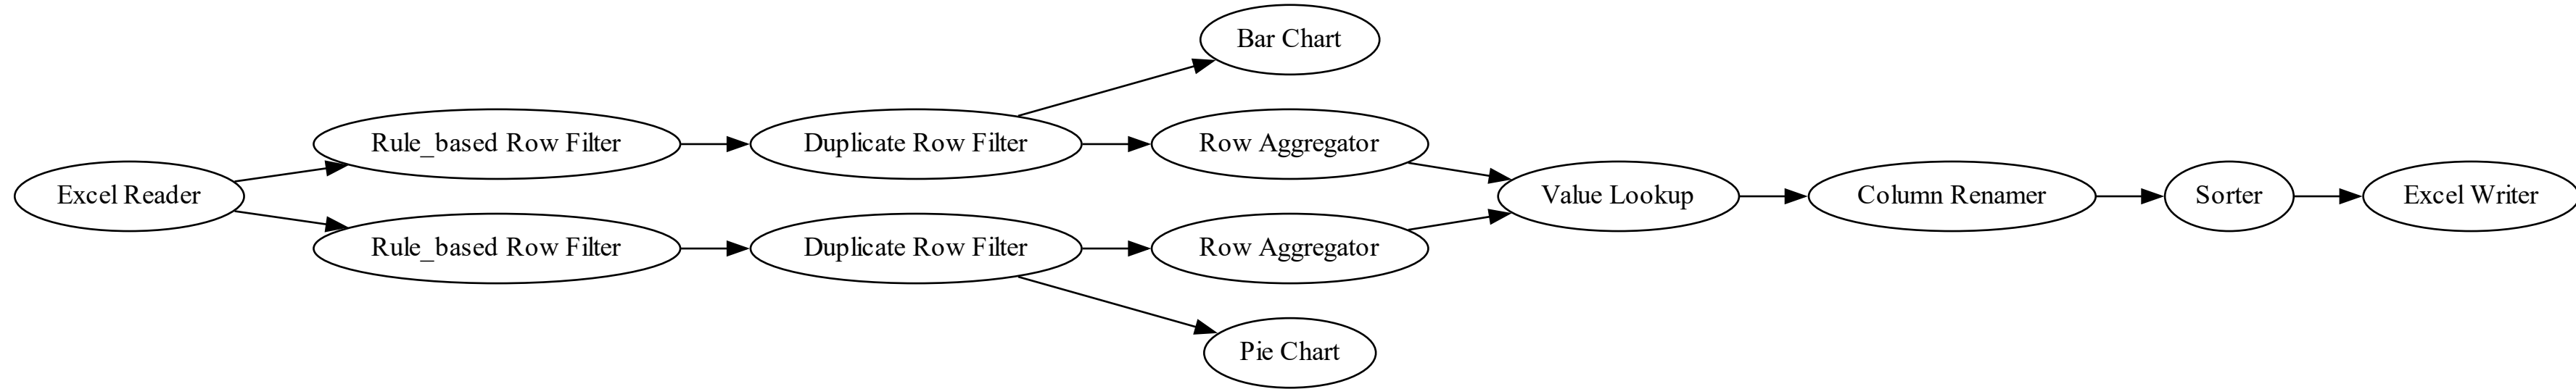 Bar Chart
Rule_based Row Filter
Duplicate Row Filter
Row Aggregator
Excel Reader
Value Lookup
Column Renamer
Sorter
Excel Writer
Rule_based Row Filter
Duplicate Row Filter
Row Aggregator
Pie Chart